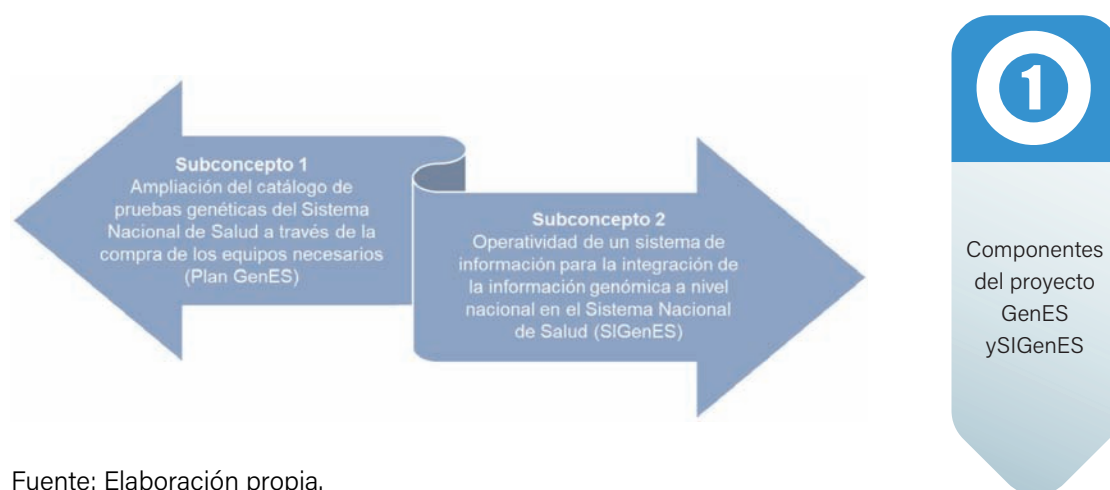 Subconcepto 1
Ampliación del catálogo de
pruebas genéticas del Sistema
Nacional de Salud a través de la
compra de los equipos necesarios
(Plan GenES)
Subconcepto 2
Operatividad de un sistema de
información para la integración de
la información genómica a nivel
nacional en el Sistema Nacional
de Salud (SIGenES)
1
Componentes
del proyecto
GenES
ySIGenES
Fuente: Elaboración propia.